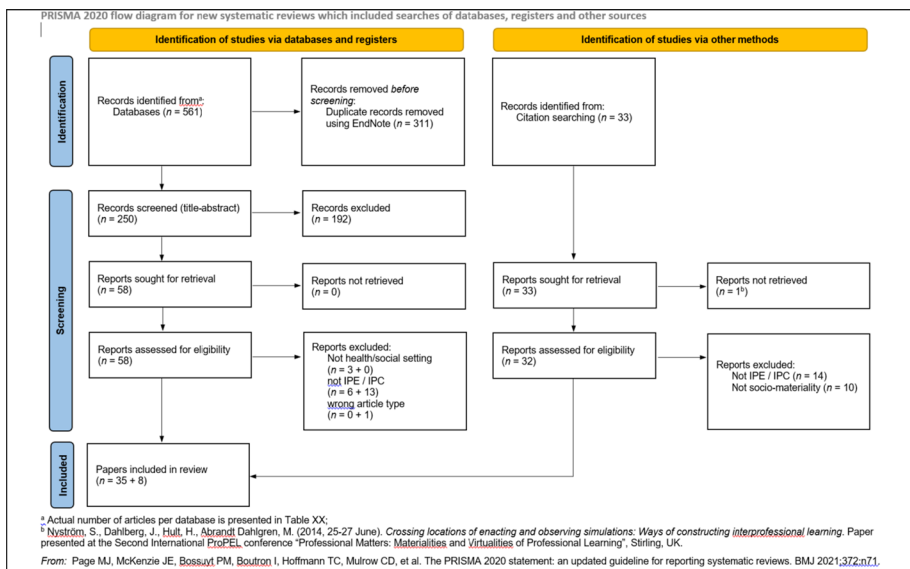 PRISMA 2020 flow diagram for new systematic reviews which included searches of databases, registers and other sources
Identification of studies via databases and registers
Identification of studies via other methods
Identification
Records identified fromᵃ:
Databases (n = 561)
Records removed before
screening:
Duplicate records removed
using EndNote (n = 311)
Records identified from:
Citation searching (n = 33)
Screening
Records screened (title-abstract)
(n = 250)
Records excluded
(n = 192)
Reports sought for retrieval
(n = 58)
Reports not retrieved
(n = 0)
Reports sought for retrieval
(n = 33)
Reports not retrieved
(n = 1ᵇ)
Reports assessed for eligibility
(n = 58)
Reports excluded:
Not health/social setting
(n = 3 + 0)
not IPE / IPC
(n = 6 + 13)
wrong article type
(n = 0 + 1)
Reports assessed for eligibility
(n = 32)
Reports excluded:
Not IPE / IPC (n = 14)
Not socio-materiality (n = 10)
Included
Papers included in review
(n = 35 + 8)
ᵃ Actual number of articles per database is presented in Table XX;
ᵇ Nyström, S., Dahlberg, J., Hult, H., Abrandt Dahlgren, M. (2014, 25-27 June). Crossing locations of enacting and observing simulations: Ways of constructing interprofessional learning. Paper
presented at the Second International ProPEL conference “Professional Matters: Materialities and Virtualities of Professional Learning”, Stirling, UK.
From: Page MJ, McKenzie JE, Bossuyt PM, Boutron I, Hoffmann TC, Mulrow CD, et al. The PRISMA 2020 statement: an updated guideline for reporting systematic reviews. BMJ 2021;372:n71.